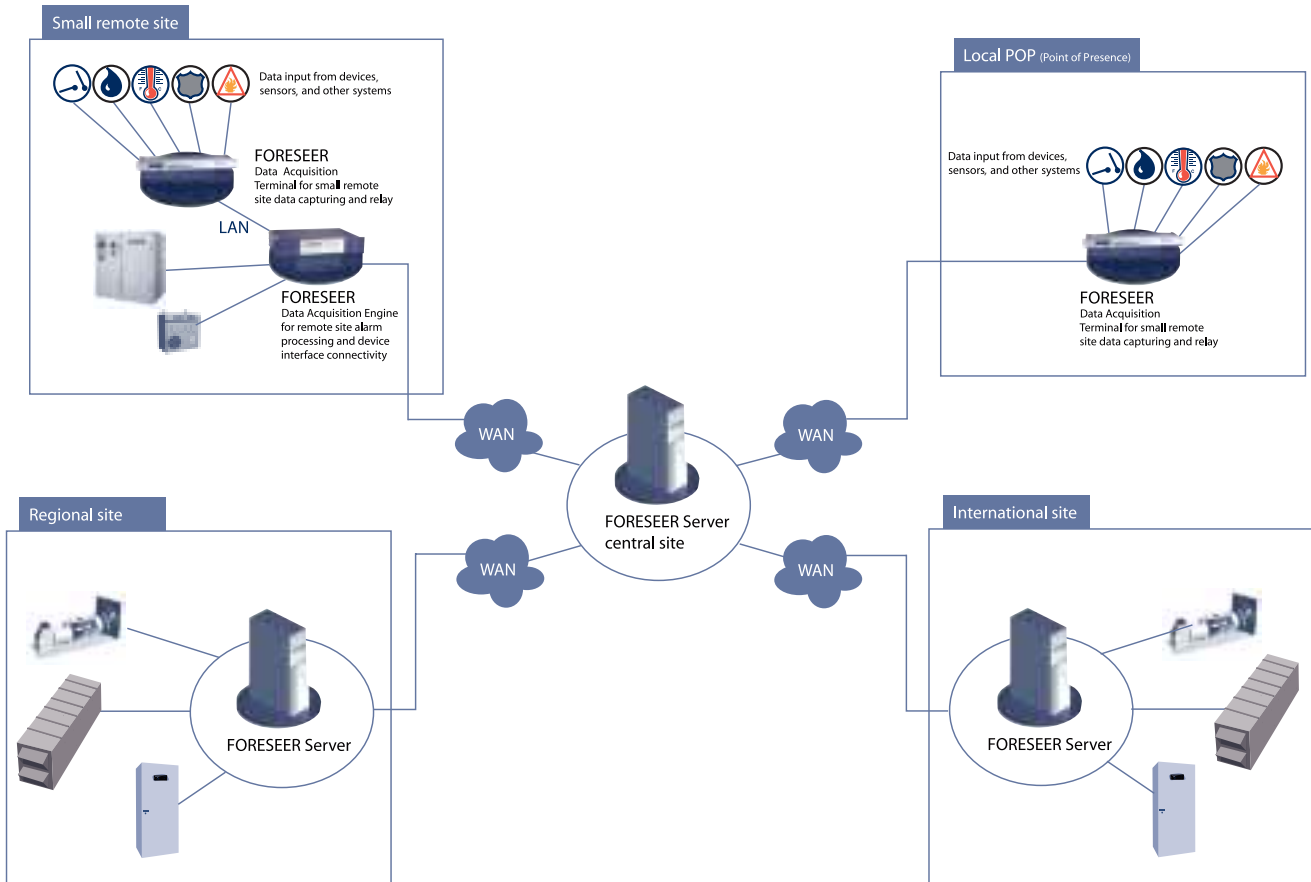 Small remote site
Data input from devices,
sensors, and other systems
FORESEER
Data Acquisition
Terminal for small remote
site data capturing and relay
LAN
FORESEER
Data Acquisition Engine
for remote site alarm
processing and device
interface connectivity
Local POP (Point of Presence)
Data input from devices,
sensors, and other systems
FORESEER
Data Acquisition
Terminal for small remote
site data capturing and relay
WAN
WAN
FORESEER Server
central site
WAN
WAN
Regional site
FORESEER Server
International site
FORESEER Server